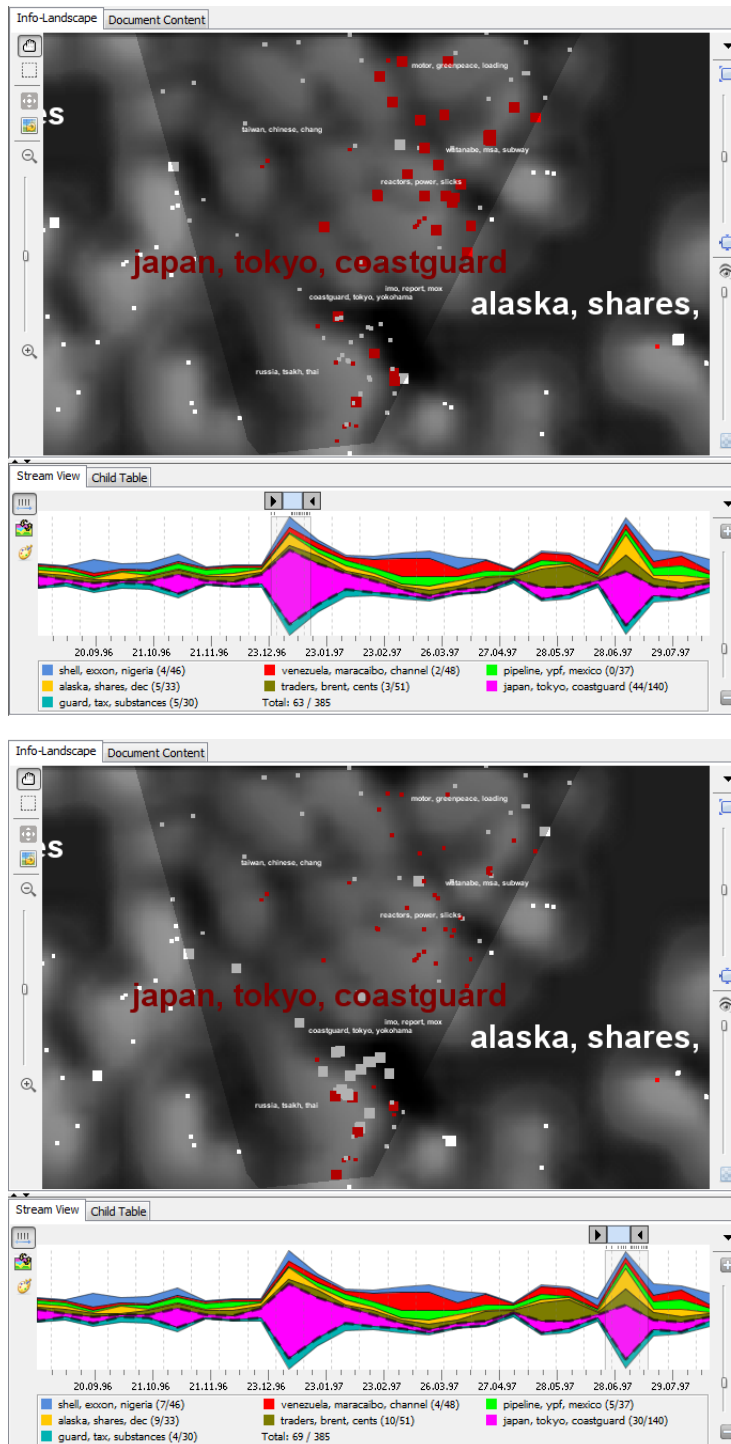 Info-Landscape Document Content
motor, greenpeace, loading
es
taiwan, chinese, chang
watanabe, msa, subway
reactors, power, slicks
japan, tokyo, coastguard
imo, report, mox
coastguard, tokyo, yokohama
alaska, shares,
russia, tsakh, thai
Stream View Child Table
20.09.96 21.10.96 21.11.96 23.12.96 23.01.97 23.02.97 26.03.97 27.04.97 28.05.97 28.06.97 29.07.97
shell, exxon, nigeria (4/46) venezuela, maracaibo, channel (2/48) pipeline, ypf, mexico (0/37)
alaska, shares, dec (5/33) traders, brent, cents (3/51) japan, tokyo, coastguard (44/140)
guard, tax, substances (5/30) Total: 63 / 385
Info-Landscape Document Content
motor, greenpeace, loading
es
taiwan, chinese, chang
watanabe, msa, subway
reactors, power, slicks
japan, tokyo, coastguard
imo, report, mox
coastguard, tokyo, yokohama
alaska, shares,
russia, tsakh, thai
Stream View Child Table
20.09.96 21.10.96 21.11.96 23.12.96 23.01.97 23.02.97 26.03.97 27.04.97 28.05.97 28.06.97 29.07.97
shell, exxon, nigeria (7/46) venezuela, maracaibo, channel (4/48) pipeline, ypf, mexico (5/37)
alaska, shares, dec (9/33) traders, brent, cents (10/51) japan, tokyo, coastguard (30/140)
guard, tax, substances (4/30) Total: 69 / 385